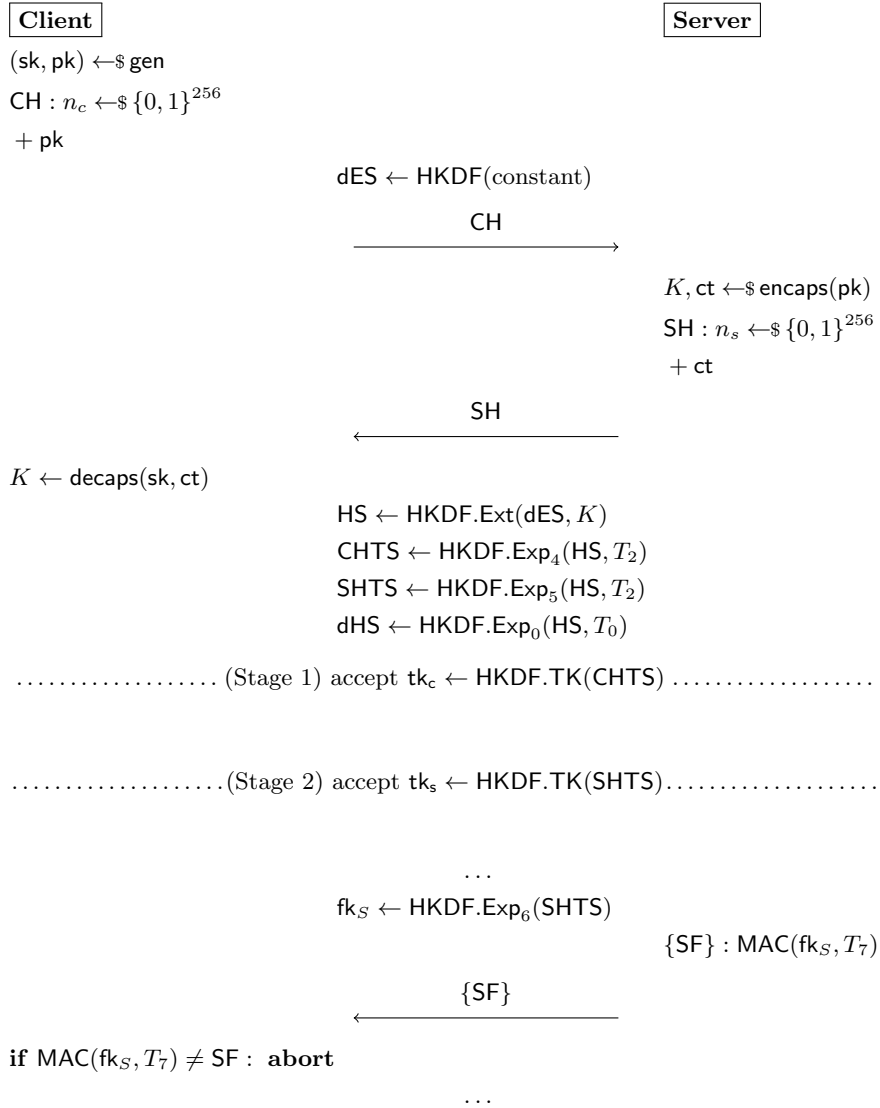 Client Server
(sk, pk) ←$ gen
CH : n_c ←$ {0, 1}^256
+ pk
dES ← HKDF(constant)
CH
K, ct ←$ encaps(pk)
SH : n_s ←$ {0, 1}^256
+ ct
SH
K ← decaps(sk, ct)
HS ← HKDF.Ext(dES, K)
CHTS ← HKDF.Exp_4(HS, T_2)
SHTS ← HKDF.Exp_5(HS, T_2)
dHS ← HKDF.Exp_0(HS, T_0)
.................... (Stage 1) accept tk_c ← HKDF.TK(CHTS) ....................
.................... (Stage 2) accept tk_s ← HKDF.TK(SHTS) ....................
...
fk_S ← HKDF.Exp_6(SHTS)
{SF} : MAC(fk_S, T_7)
{SF}
if MAC(fk_S, T_7) ≠ SF : abort
...